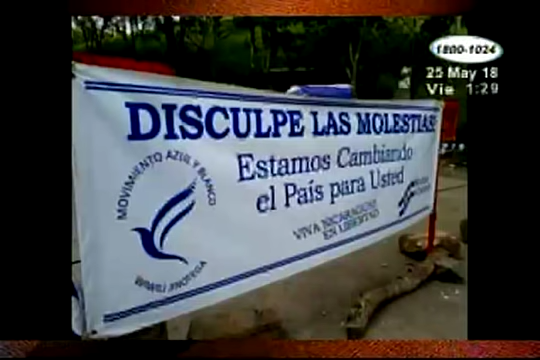 1800-1024
25 May 18
Vie 1:29
DISCULPE LAS MOLESTIAS
Estamos Cambiando
el País para Usted
VIVA NICARAGUA
EN LIBERTAD
MOVIMIENTO AZUL Y BLANCO
JINOTEGA